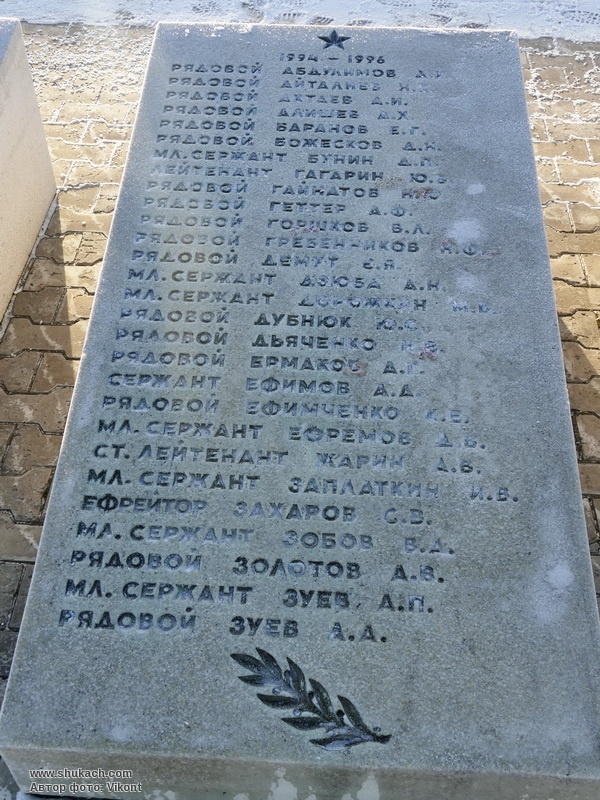 1994 – 1996
РЯДОВОЙ АБДУЛИМОВ А.И.
РЯДОВОЙ АЙТАЛИЕВ
РЯДОВОЙ АХТАЕВ А.И.
РЯДОВОЙ АЛИШЕВ А.Х.
РЯДОВОЙ БАРАНОВ Е.Г.
РЯДОВОЙ БОЖЕСКОВ А.Н.
МЛ. СЕРЖАНТ БУНИН А.П.
ЛЕЙТЕНАНТ ГАГАРИН Ю.В.
РЯДОВОЙ ГАЙНАТОВ
РЯДОВОЙ ГЕТТЕР А.Ф.
РЯДОВОЙ ГОРШКОВ В.Л.
РЯДОВОЙ ГРЕБЕННИКОВ
РЯДОВОЙ ДЕМУТ
МЛ. СЕРЖАНТ ДЗЮБА А.Н.
МЛ. СЕРЖАНТ ДОРОЖКИН
РЯДОВОЙ ДУБНЮК Ю.С.
РЯДОВОЙ ДЬЯЧЕНКО
РЯДОВОЙ ЕРМАКОВ
СЕРЖАНТ ЕФИМОВ А.А.
РЯДОВОЙ ЕФИМЧЕНКО
МЛ. СЕРЖАНТ ЕФРЕМОВ Д.В.
СТ. ЛЕЙТЕНАНТ ЖАРИН А.В.
МЛ. СЕРЖАНТ ЗАПЛАТКИН И.В.
ЕФРЕЙТОР ЗАХАРОВ С.В.
МЛ. СЕРЖАНТ ЗОБОВ В.Д.
РЯДОВОЙ ЗОЛОТОВ А.В.
МЛ. СЕРЖАНТ ЗУЕВ А.П.
РЯДОВОЙ ЗУЕВ А.А.
www.shukach.com
Автор фото: Vikont